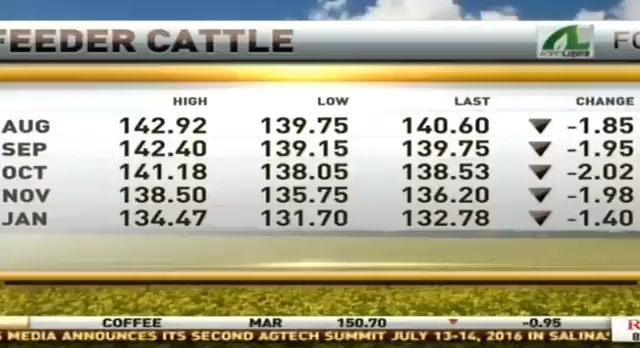 FEEDER CATTLE
HIGH LOW LAST CHANGE
AUG 142.92 139.75 140.60 ▼ -1.85
SEP 142.40 139.15 139.75 ▼ -1.95
OCT 141.18 138.05 138.53 ▼ -2.02
NOV 138.50 135.75 136.20 ▼ -1.98
JAN 134.47 131.70 132.78 ▼ -1.40
COFFEE MAR 150.70 ▼ -0.95
MEDIA ANNOUNCES ITS SECOND AGTECH SUMMIT JULY 13-14, 2016 IN SALINAS